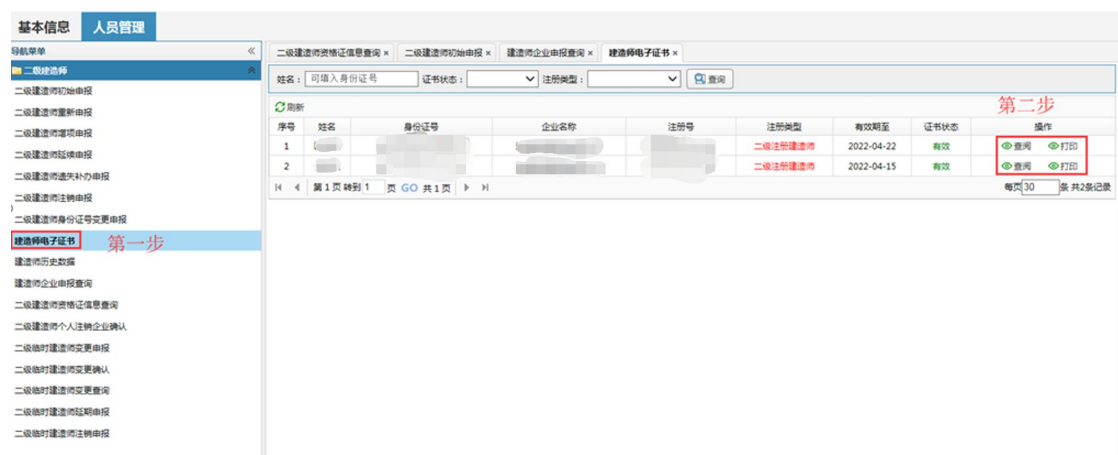 基本信息 人员管理
导航菜单
二级建造师
二级建造师初始申报
二级建造师重新申报
二级建造师增项申报
二级建造师延续申报
二级建造师遗失补办申报
二级建造师注销申报
二级建造师身份证号变更申报
建造师电子证书 第一步
建造师历史数据
建造师企业申报查询
二级建造师资格证信息查询
二级建造师个人注销企业确认
二级临时建造师变更申报
二级临时建造师变更确认
二级临时建造师变更查询
二级临时建造师延期申报
二级临时建造师注销申报
二级建造师资格证信息查询 × 二级建造师初始申报 × 建造师企业申报查询 × 建造师电子证书 ×
姓名： 可填入身份证号 证书状态： 注册类型： 查询
刷新 第二步
序号 姓名 身份证号 企业名称 注册号 注册类型 有效期至 证书状态 操作
1 二级注册建造师 2022-04-22 有效 查阅 打印
2 二级注册建造师 2022-04-15 有效 查阅 打印
第1页 转到 1 页 GO 共1页 每页 30 条 共2条记录